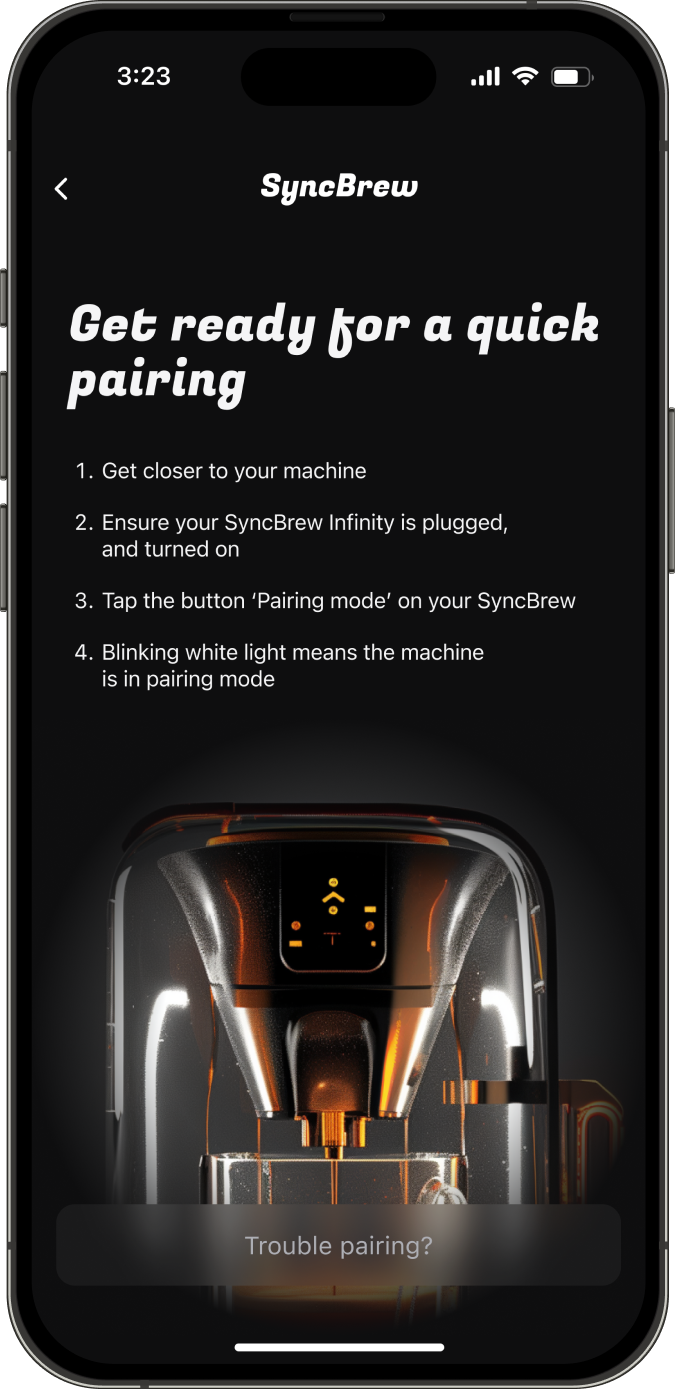 3:23
SyncBrew
Get ready for a quick
pairing
1. Get closer to your machine
2. Ensure your SyncBrew Infinity is plugged,
and turned on
3. Tap the button ‘Pairing mode’ on your SyncBrew
4. Blinking white light means the machine
is in pairing mode
Trouble pairing?